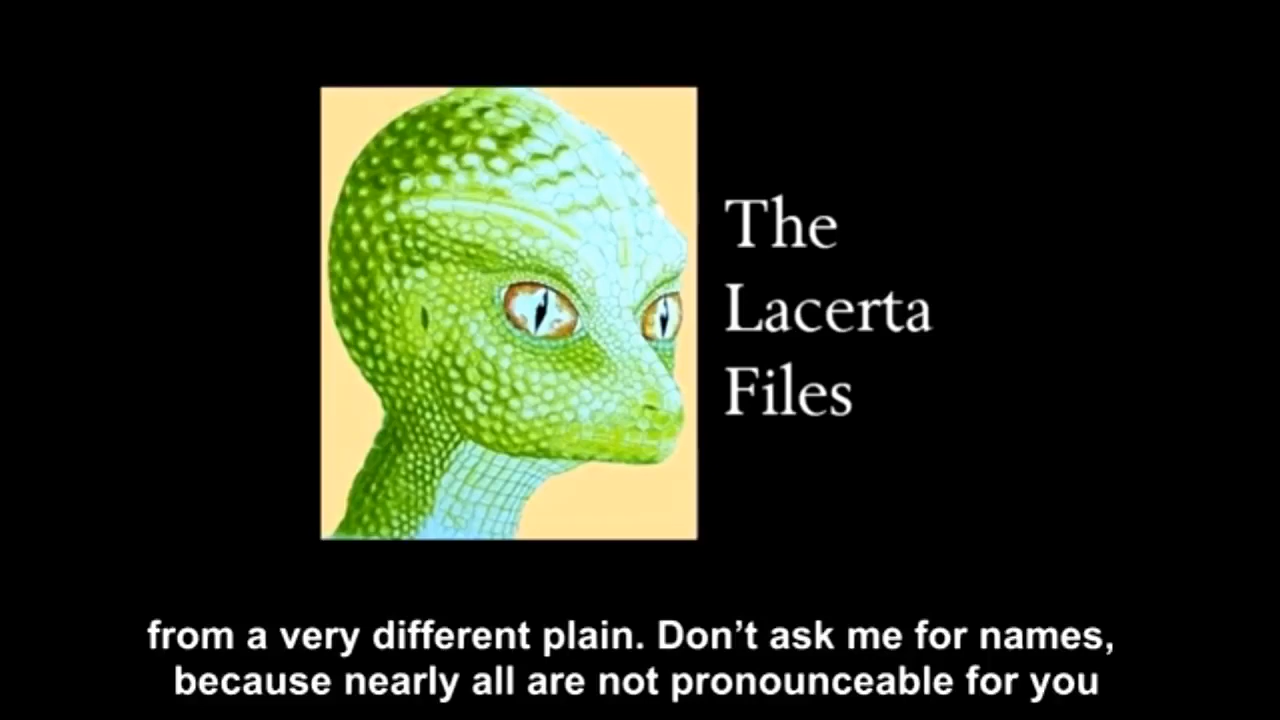 The
Lacerta
Files
from a very different plain. Don’t ask me for names,
because nearly all are not pronounceable for you